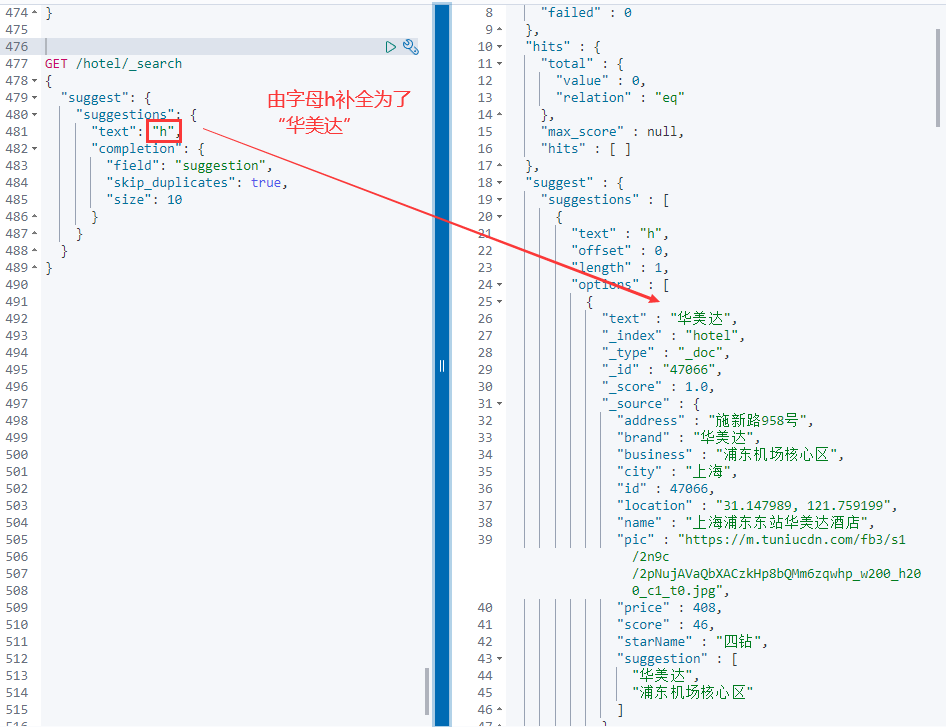 474 }
475
476
477 GET /hotel/_search
478 {
479 "suggest": {
480 "suggestions": {
481 "text": "h",
482 "completion": {
483 "field": "suggestion",
484 "skip_duplicates": true,
485 "size": 10
486 }
487 }
488 }
489 }
490
491
492
493
494
495
496
497
498
499
500
501
502
503
504
505
506
507
508
509
510
511
512
513
514
515
516
由字母h补全为了
“华美达”
8 "failed" : 0
9 },
10 "hits" : {
11 "total" : {
12 "value" : 0,
13 "relation" : "eq"
14 },
15 "max_score" : null,
16 "hits" : [ ]
17 },
18 "suggest" : {
19 "suggestions" : [
20 {
21 "text" : "h",
22 "offset" : 0,
23 "length" : 1,
24 "options" : [
25 {
26 "text" : "华美达",
27 "_index" : "hotel",
28 "_type" : "_doc",
29 "_id" : "47066",
30 "_score" : 1.0,
31 "_source" : {
32 "address" : "施新路958号",
33 "brand" : "华美达",
34 "business" : "浦东机场核心区",
35 "city" : "上海",
36 "id" : 47066,
37 "location" : "31.147989, 121.759199",
38 "name" : "上海浦东东站华美达酒店",
39 "pic" : "https://m.tuniucdn.com/fb3/s1
/2n9c
/2pNujAVaQbXACzkHp8bQMm6zqwhp_w200_h20
0_c1_t0.jpg",
40 "price" : 408,
41 "score" : 46,
42 "starName" : "四钻",
43 "suggestion" : [
44 "华美达",
45 "浦东机场核心区"
46 ]
47 }